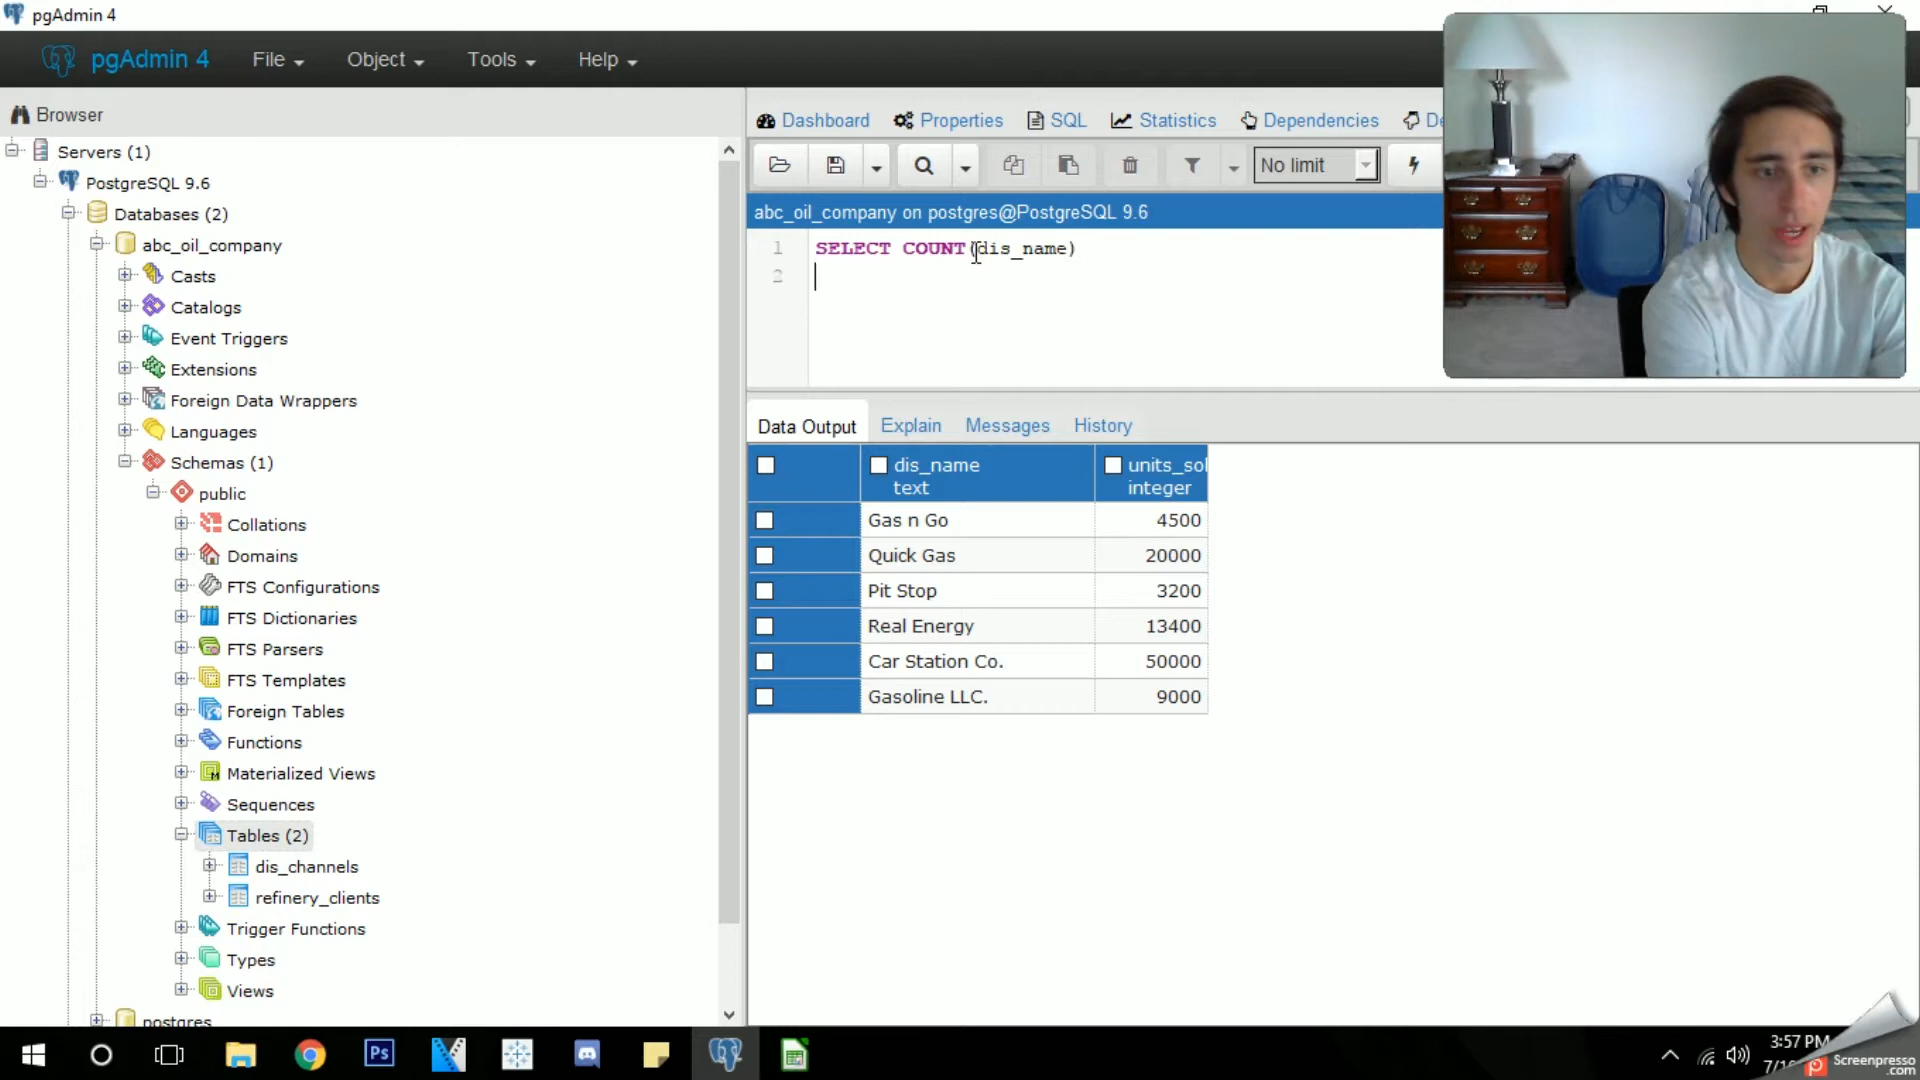 pgAdmin 4
pgAdmin 4 File Object Tools Help
Browser
Dashboard Properties SQL Statistics Dependencies De
Servers (1)
No limit
PostgreSQL 9.6
Databases (2)
abc_oil_company on postgres@PostgreSQL 9.6
abc_oil_company
1 SELECT COUNT(dis_name)
2
Casts
Catalogs
Event Triggers
Extensions
Foreign Data Wrappers
Languages
Schemas (1)
public
Collations
Domains
FTS Configurations
FTS Dictionaries
FTS Parsers
FTS Templates
Foreign Tables
Functions
Materialized Views
Sequences
Tables (2)
dis_channels
refinery_clients
Trigger Functions
Types
Views
postgres
Data Output Explain Messages History
dis_name units_sol
text integer
Gas n Go 4500
Quick Gas 20000
Pit Stop 3200
Real Energy 13400
Car Station Co. 50000
Gasoline LLC. 9000
Ps
3:57 PM
Screenpresso
.com